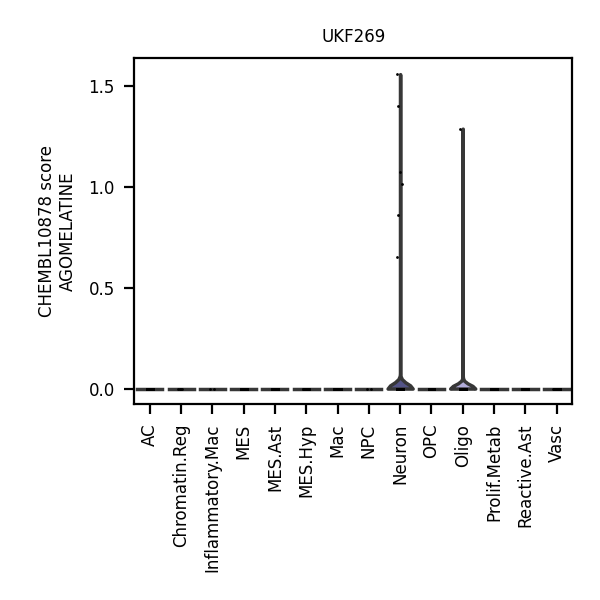 UKF269
CHEMBL10878 score
AGOMELATINE
1.5
1.0
0.5
0.0
AC
Chromatin.Reg
Inflammatory.Mac
MES
MES.Ast
MES.Hyp
Mac
NPC
Neuron
OPC
Oligo
Prolif.Metab
Reactive.Ast
Vasc